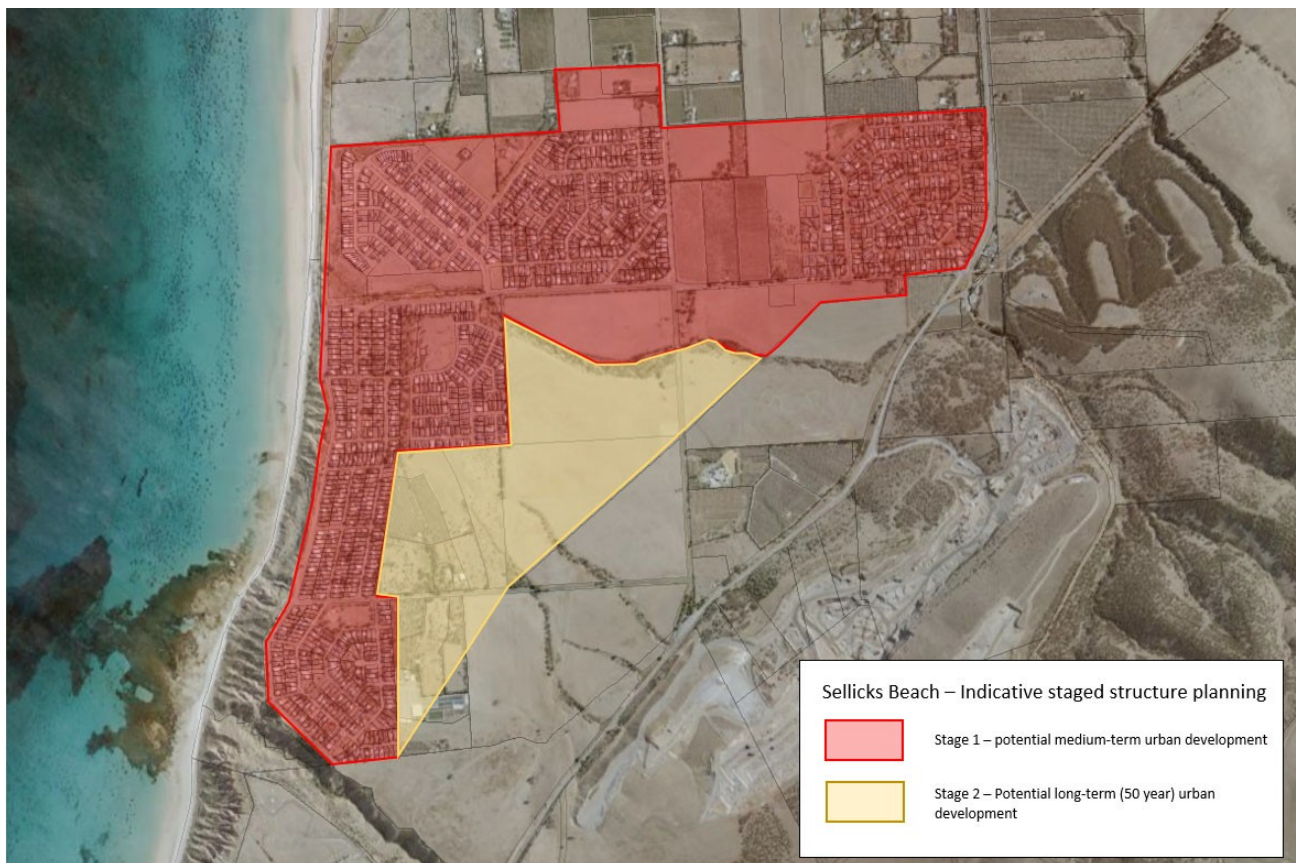 Sellicks Beach – Indicative staged structure planning
Stage 1 – potential medium-term urban development
Stage 2 – Potential long-term (50 year) urban
development